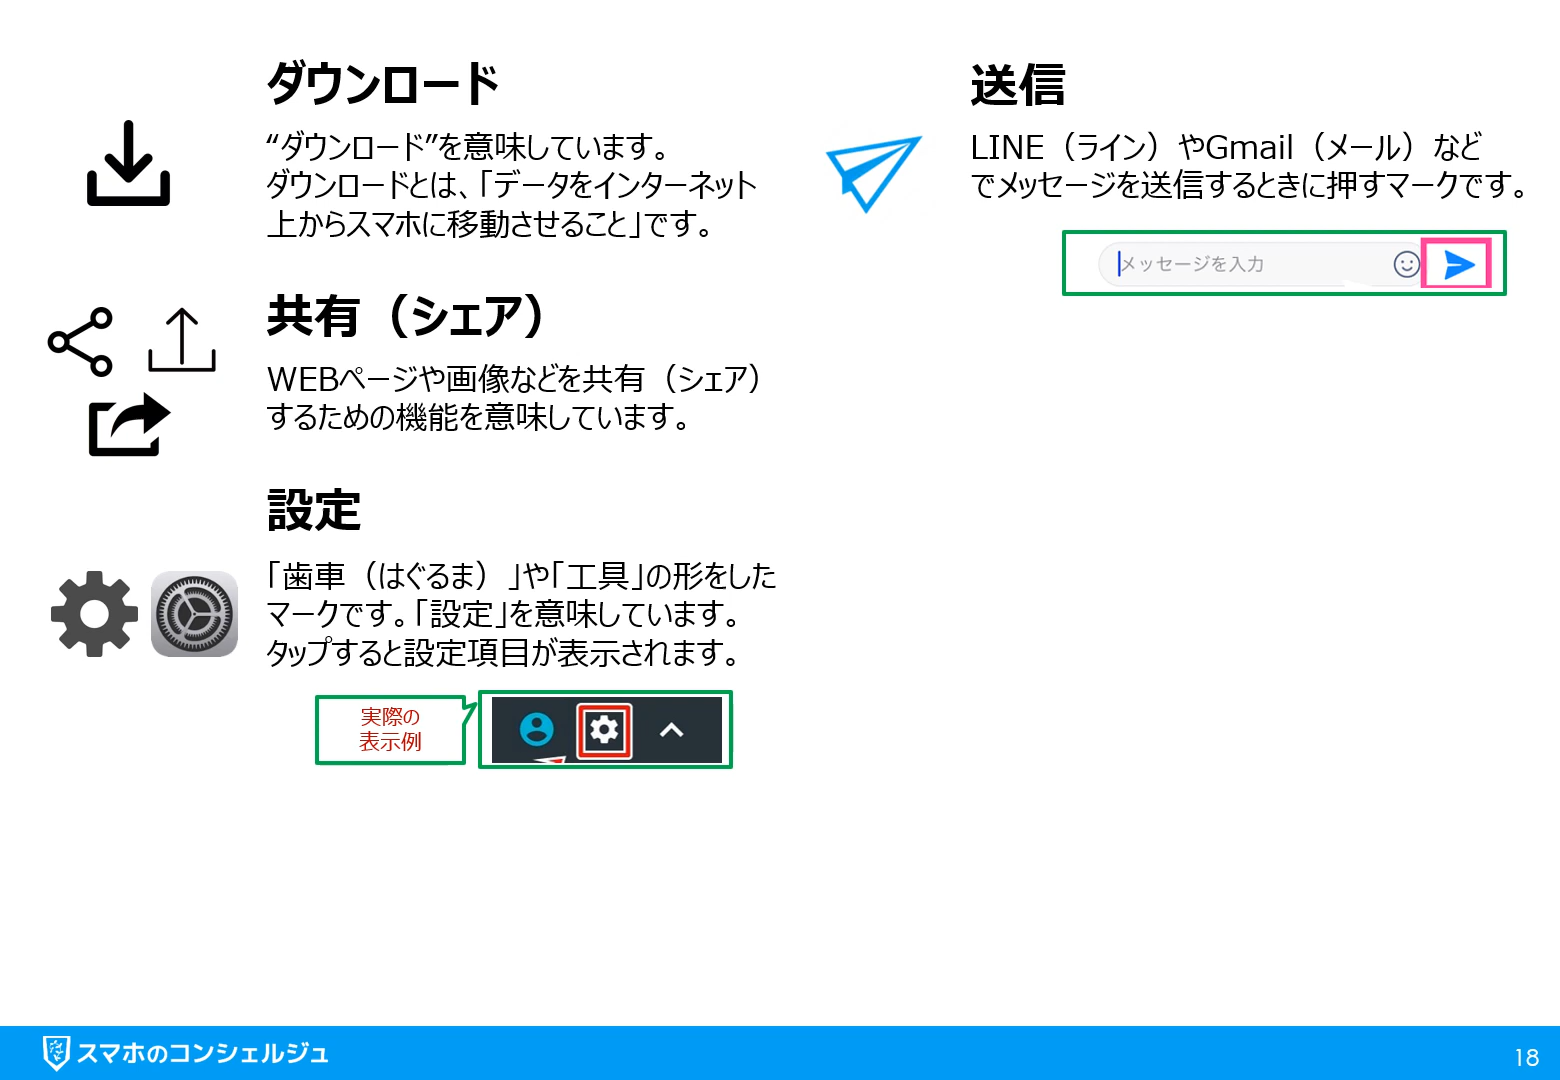 ダウンロード
“ダウンロード”を意味しています。
ダウンロードとは、「データをインターネット
上からスマホに移動させること」です。
共有（シェア）
WEBページや画像などを共有（シェア）
するための機能を意味しています。
設定
「歯車（はぐるま）」や「工具」の形をした
マークです。「設定」を意味しています。
タップすると設定項目が表示されます。
実際の
表示例
送信
LINE（ライン）やGmail（メール）など
でメッセージを送信するときに押すマークです。
メッセージを入力
スマホのコンシェルジュ
18